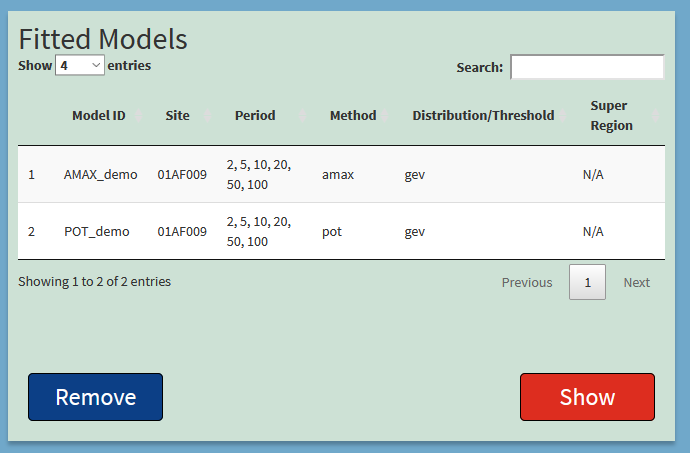 Fitted Models
Show 4 entries
Search:
Model ID Site Period Method Distribution/Threshold Super Region
1 AMAX_demo 01AF009 2, 5, 10, 20, 50, 100 amax gev N/A
2 POT_demo 01AF009 2, 5, 10, 20, 50, 100 pot gev N/A
Showing 1 to 2 of 2 entries
Previous 1 Next
Remove
Show